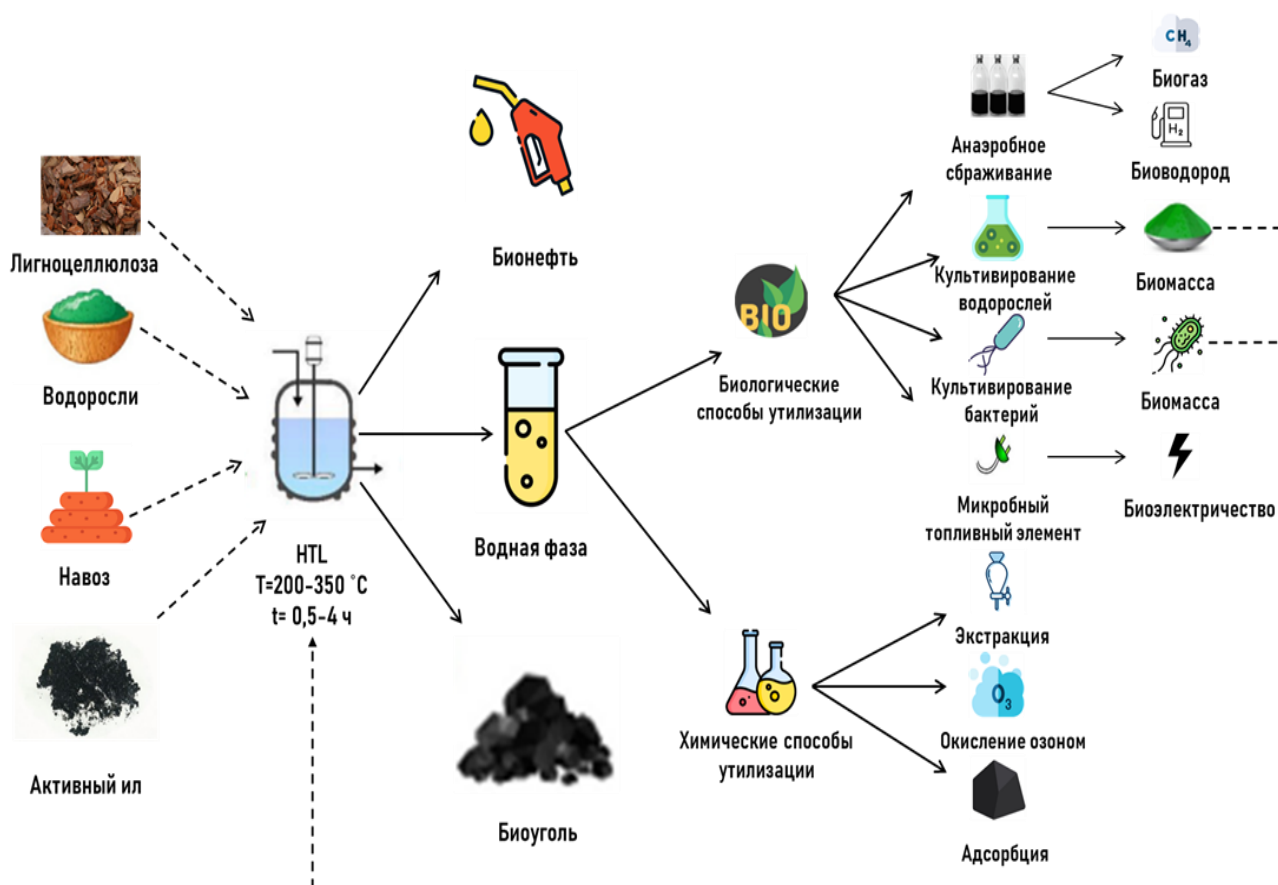 Лигноцеллюлоза
Водоросли
Навоз
Активный ил
HTL
T=200-350 °C
t= 0,5-4 ч
Бионефть
Водная фаза
Биоуголь
BIO
Биологические
способы утилизации
Химические способы
утилизации
Анаэробное
сбраживание
Культивирование
водорослей
Культивирование
бактерий
Микробный
топливный элемент
Экстракция
O3
Окисление озоном
Адсорбция
CH4
Биогаз
H2
Биоводород
Биомасса
Биомасса
Биоэлектричество